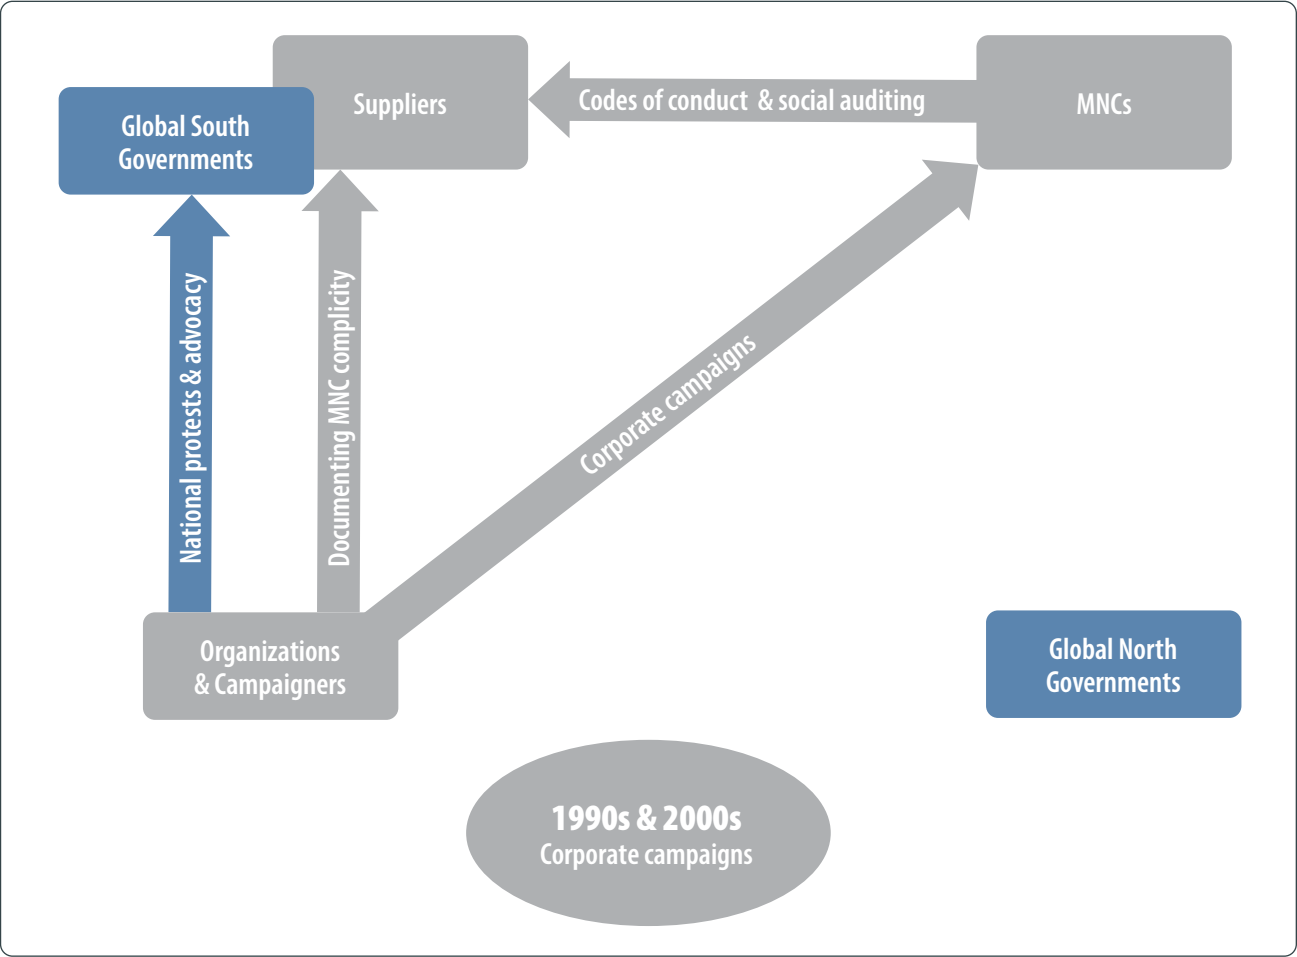 Suppliers
Codes of conduct & social auditing
MNCs
Global South
Governments
National protests & advocacy
Documenting MNC complicity
Corporate campaigns
Organizations
& Campaigners
Global North
Governments
1990s & 2000s
Corporate campaigns